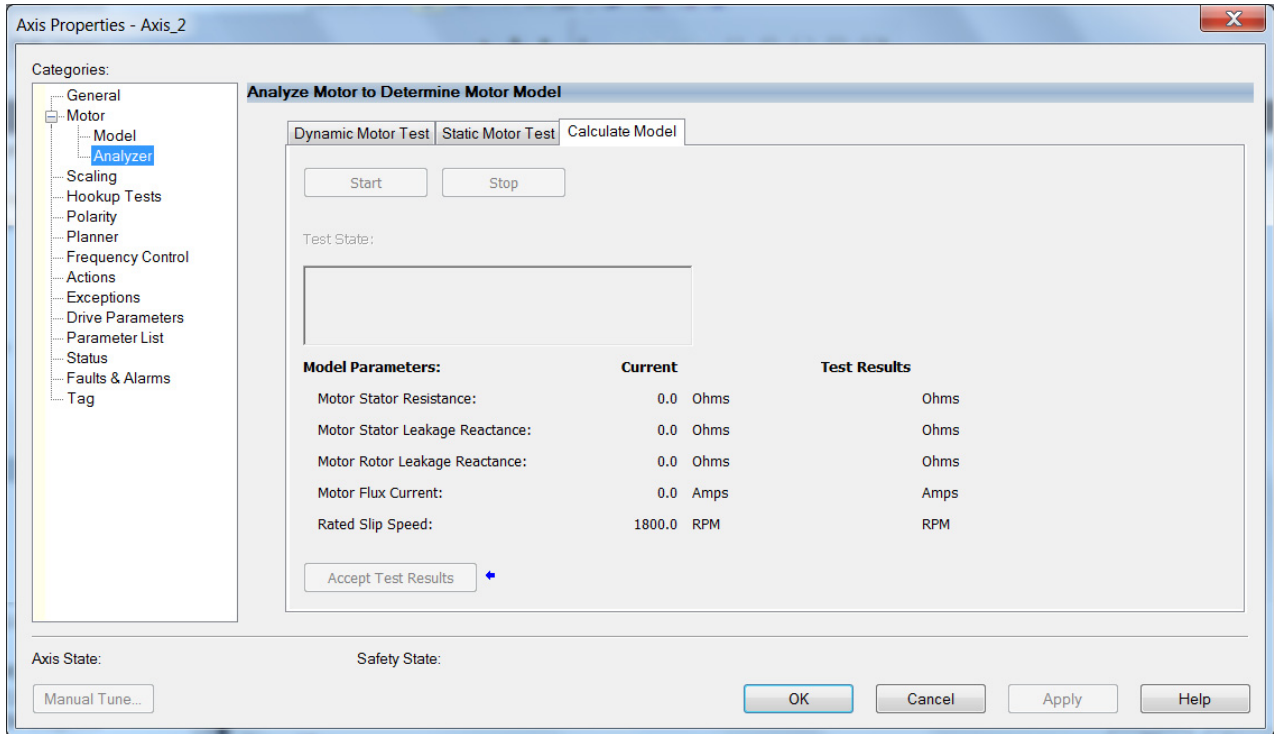 Axis Properties - Axis_2
X
Categories:
General
Motor
Model
Analyzer
Scaling
Hookup Tests
Polarity
Planner
Frequency Control
Actions
Exceptions
Drive Parameters
Parameter List
Status
Faults & Alarms
Tag
Analyze Motor to Determine Motor Model
Dynamic Motor Test Static Motor Test Calculate Model
Start Stop
Test State:
Model Parameters: Current Test Results
Motor Stator Resistance: 0.0 Ohms Ohms
Motor Stator Leakage Reactance: 0.0 Ohms Ohms
Motor Rotor Leakage Reactance: 0.0 Ohms Ohms
Motor Flux Current: 0.0 Amps Amps
Rated Slip Speed: 1800.0 RPM RPM
Accept Test Results
Axis State: Safety State:
Manual Tune... OK Cancel Apply Help